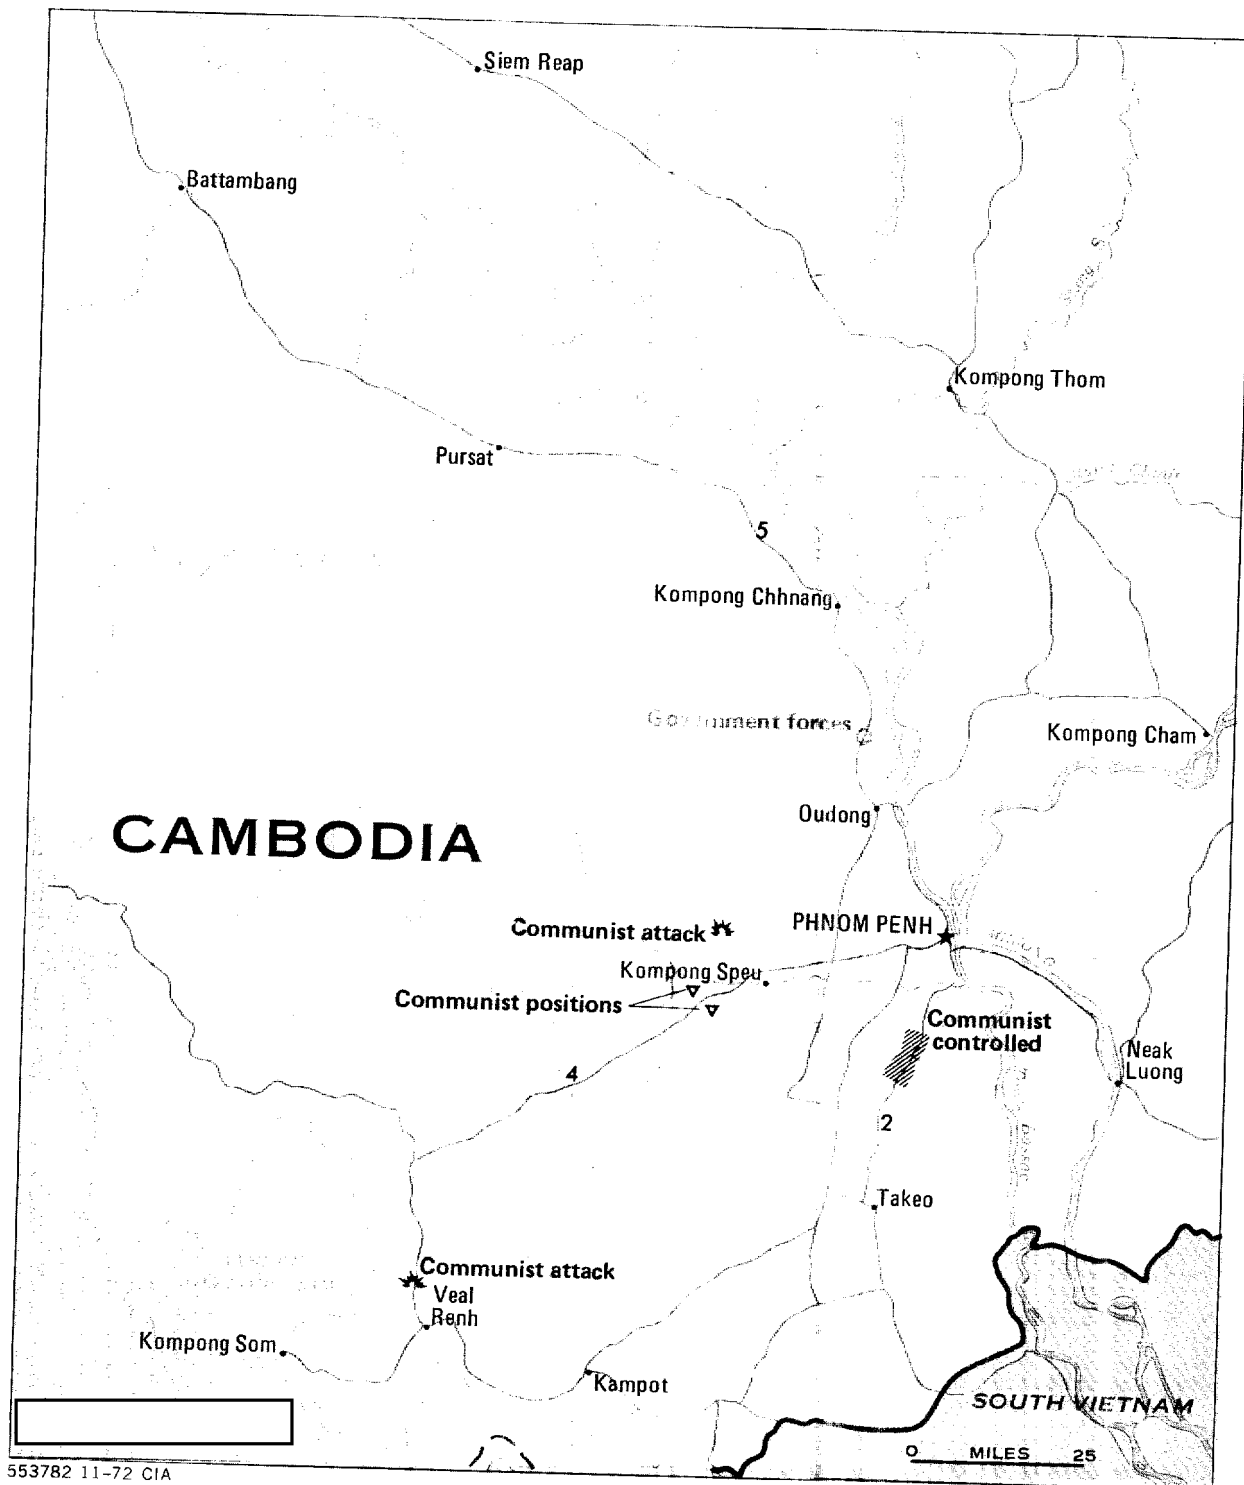 Siem Reap
Battambang
Kompong Thom
Pursat
5
Kompong Chhnang
Government forces
Kompong Cham
Oudong
CAMBODIA
Communist attack
PHNOM PENH
Kompong Speu
Communist positions
Communist
controlled
Neak
Luong
4
2
Takeo
Communist attack
Veal
Renh
Kompong Som
Kampot
SOUTH VIETNAM
0 MILES 25
553782 11-72 CIA